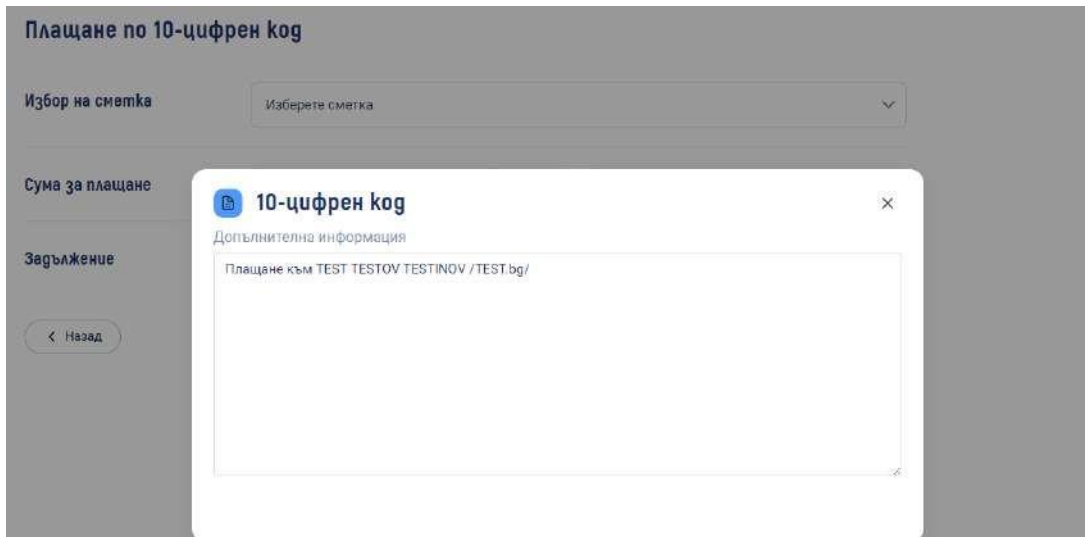 Плащане по 10-цифрен код
Избор на сметка
Изберете сметка
Сума за плащане
10-цифрен код
Допълнителна информация
Задължение
Плащане към TEST TESTOV TESTINOV /TEST.bg/
Назад